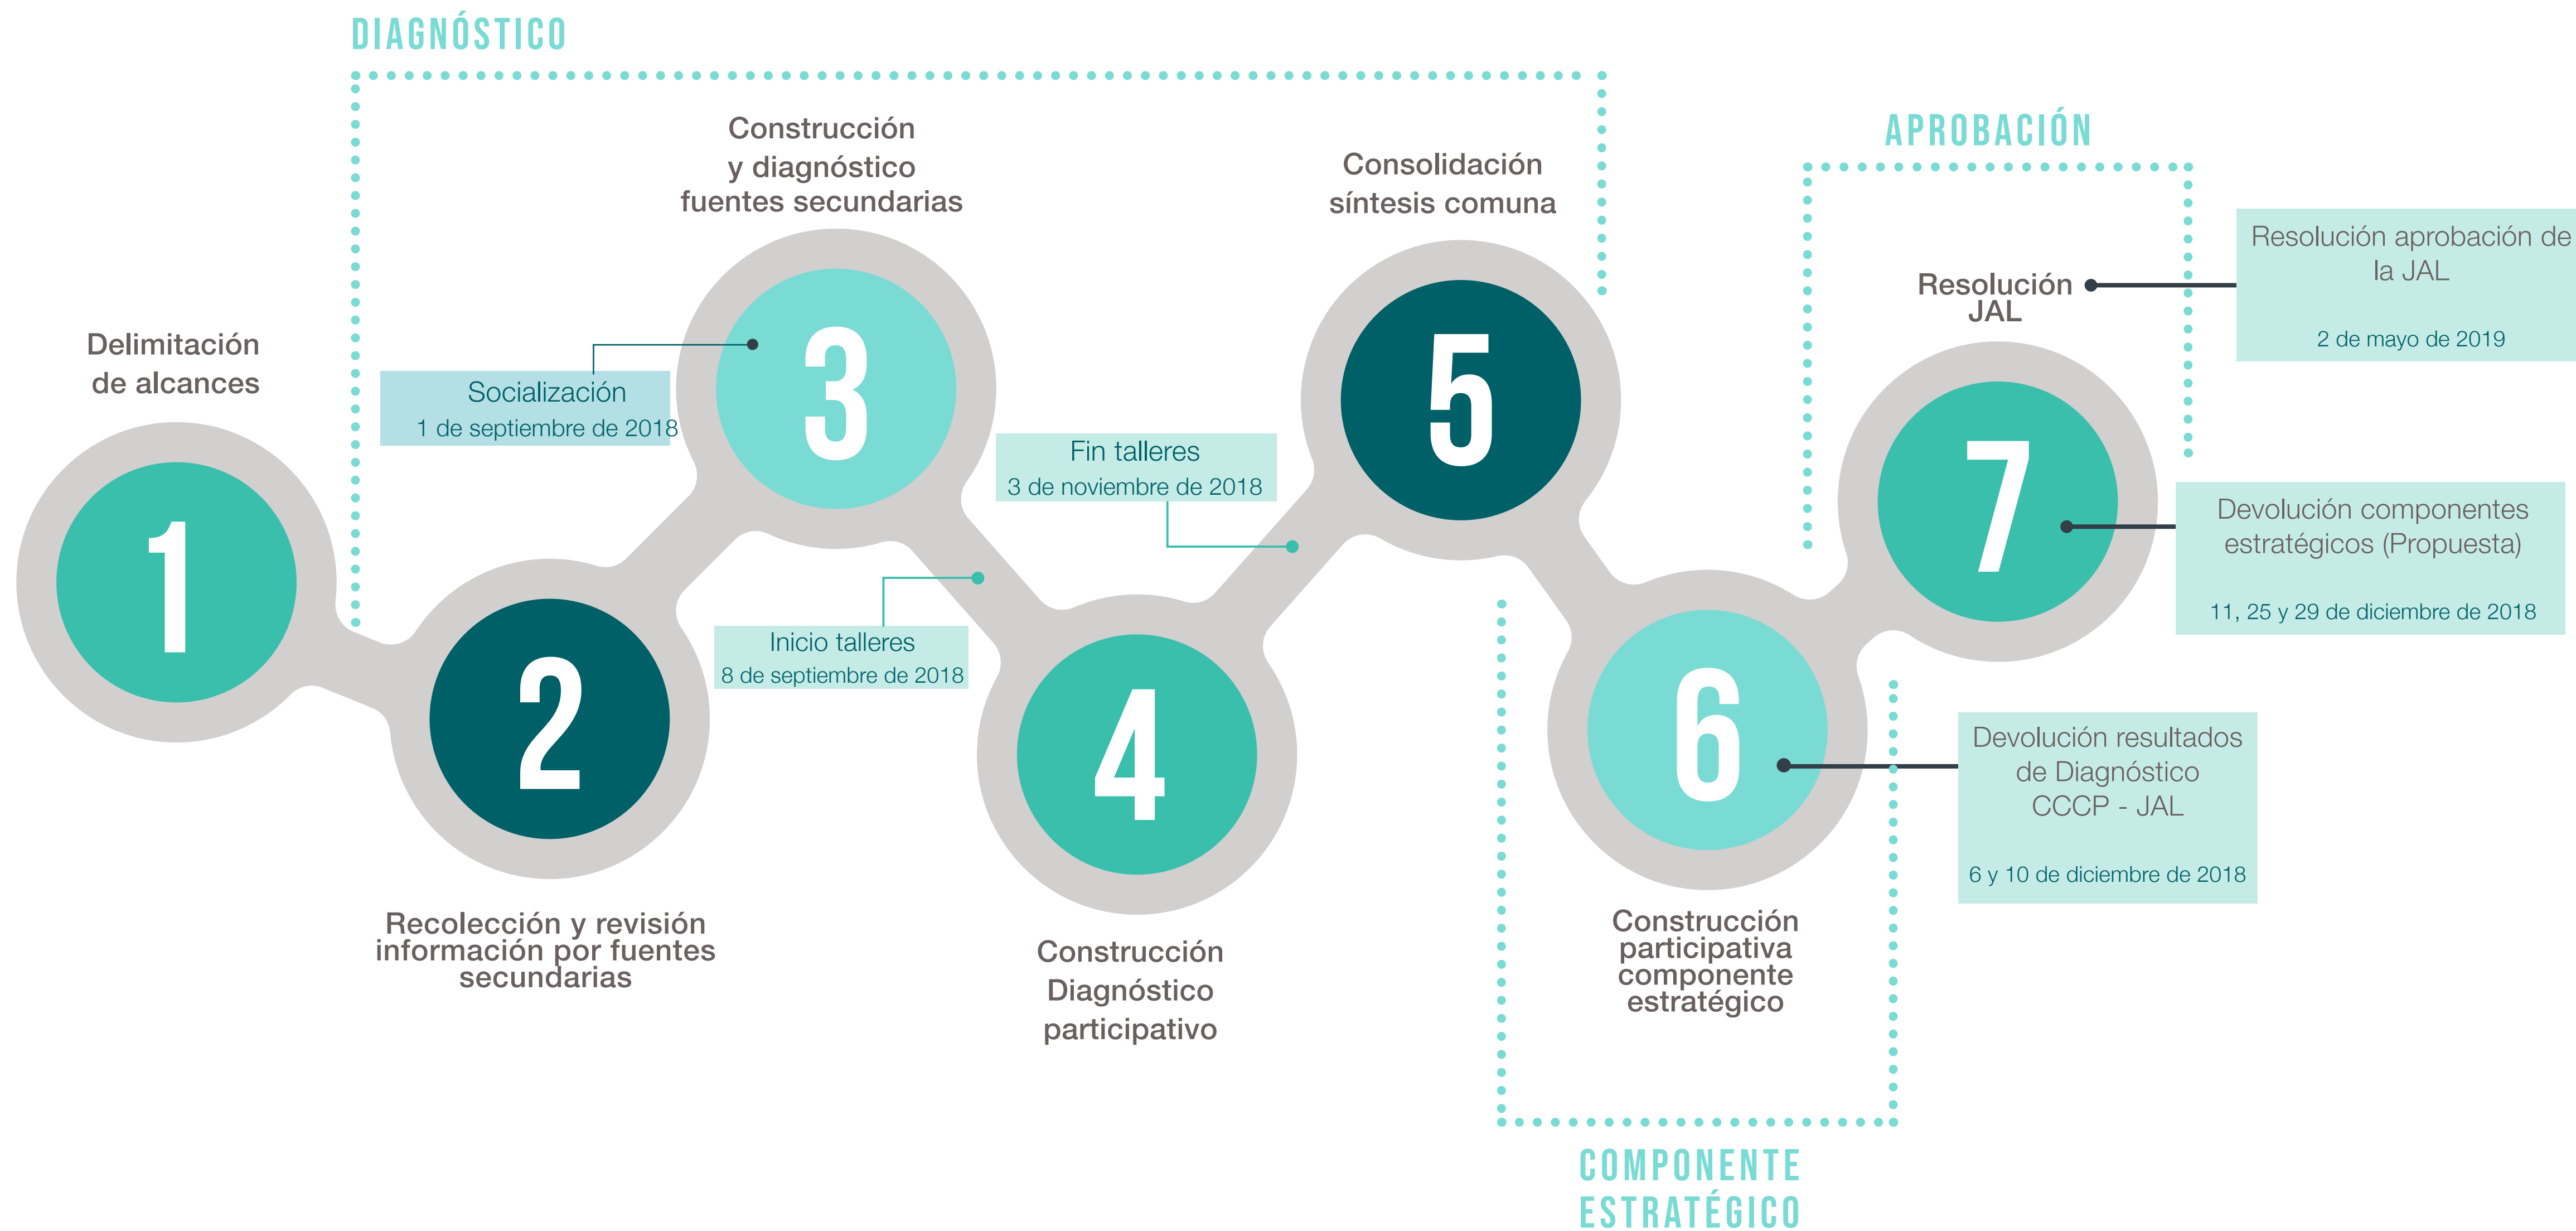 DIAGNÓSTICO
Delimitación
de alcances
1
2
Recolección y revisión
información por fuentes
secundarias
Construcción
y diagnóstico
fuentes secundarias
3
Socialización
1 de septiembre de 2018
Inicio talleres
8 de septiembre de 2018
4
Construcción
Diagnóstico
participativo
Fin talleres
3 de noviembre de 2018
Consolidación
síntesis comuna
5
6
Construcción
participativa
componente
estratégico
COMPONENTE
ESTRATÉGICO
Devolución resultados
de Diagnóstico
CCCP - JAL
6 y 10 de diciembre de 2018
APROBACIÓN
Resolución
JAL
7
Resolución aprobación de
la JAL
2 de mayo de 2019
Devolución componentes
estratégicos (Propuesta)
11, 25 y 29 de diciembre de 2018